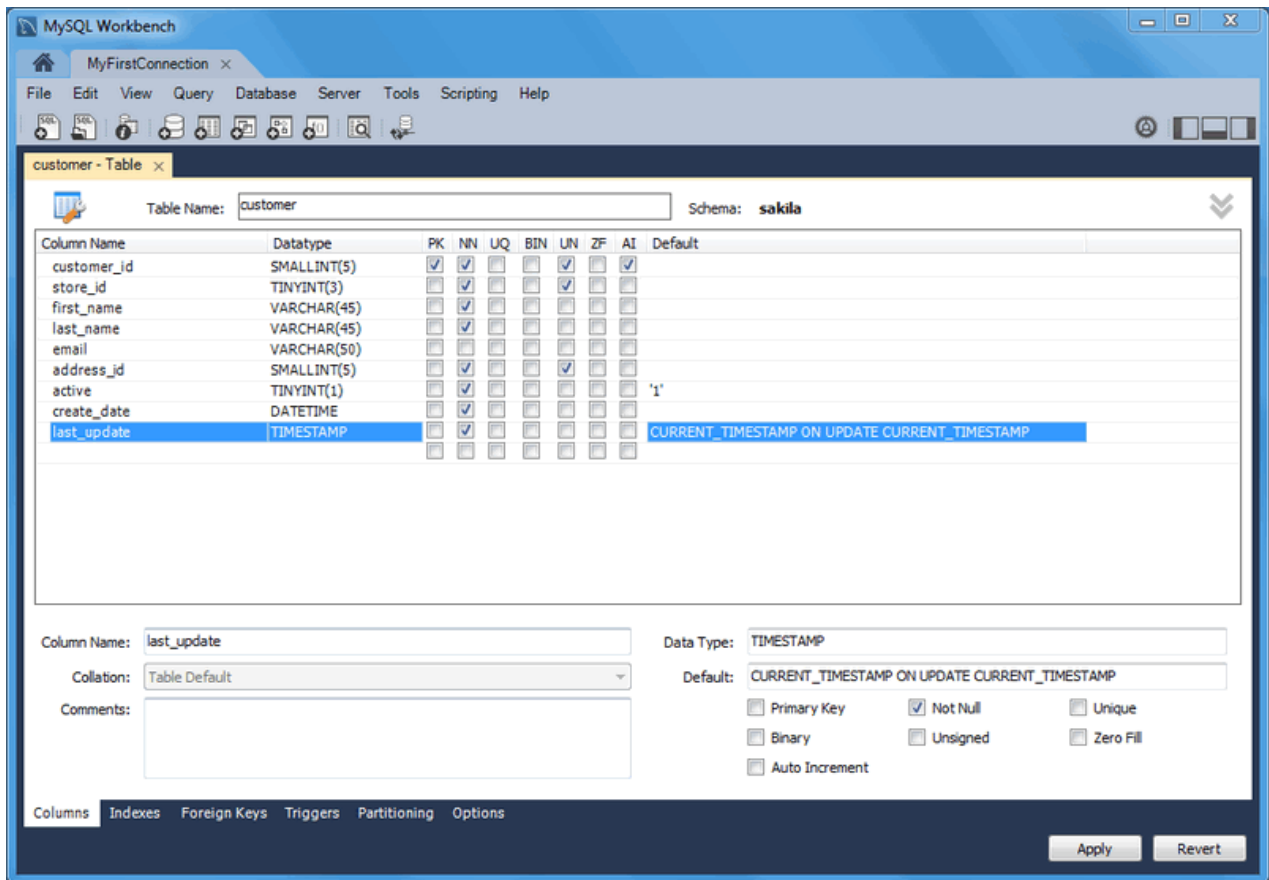 MySQL Workbench
MyFirstConnection
File Edit View Query Database Server Tools Scripting Help
SQL SQL
customer - Table
Table Name: customer Schema: sakila
Column Name Datatype PK NN UQ BIN UN ZF AI Default
customer_id SMALLINT(5)
store_id TINYINT(3)
first_name VARCHAR(45)
last_name VARCHAR(45)
email VARCHAR(50)
address_id SMALLINT(5)
active TINYINT(1) '1'
create_date DATETIME
last_update TIMESTAMP CURRENT_TIMESTAMP ON UPDATE CURRENT_TIMESTAMP
Column Name: last_update Data Type: TIMESTAMP
Collation: Table Default Default: CURRENT_TIMESTAMP ON UPDATE CURRENT_TIMESTAMP
Comments: Primary Key Not Null Unique
Binary Unsigned Zero Fill
Auto Increment
Columns Indexes Foreign Keys Triggers Partitioning Options
Apply Revert